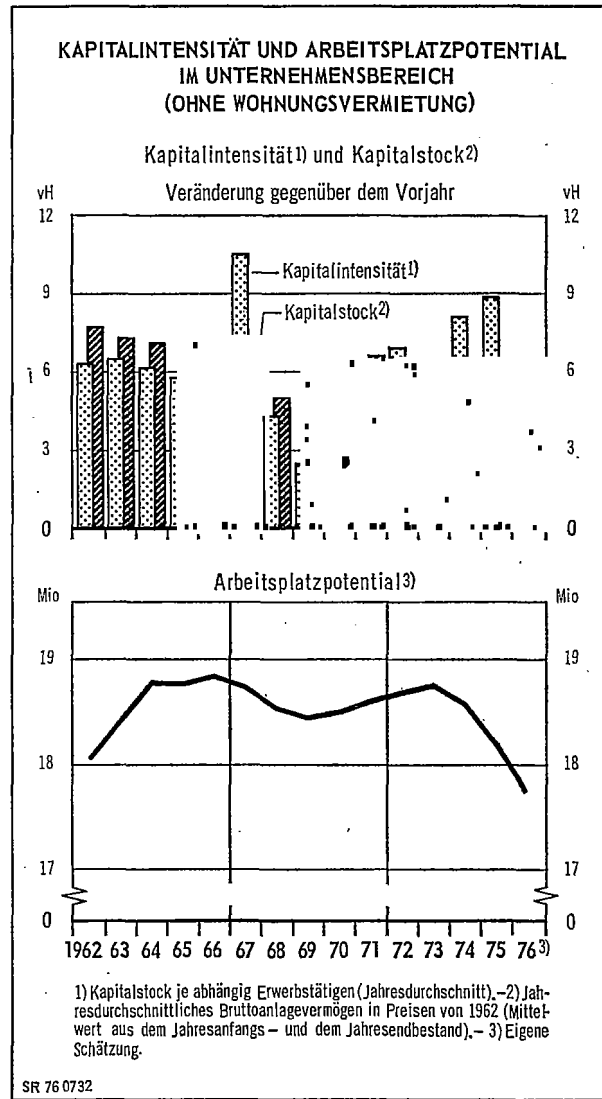 KAPITALINTENSITÄT UND ARBEITSPLATZPOTENTIAL
IM UNTERNEHMENSBEREICH
(OHNE WOHNUNGSVERMIETUNG)
Kapitalintensität1) und Kapitalstock2)
vH Veränderung gegenüber dem Vorjahr vH
12 12
Kapitalintensität1)
9 9
Kapitalstock2)
6 6
3 3
0 0
Mio Arbeitsplatzpotential3) Mio
19 19
18 18
17 17
0 0
1962 63 64 65 66 67 68 69 70 71 72 73 74 75 76 3)
1) Kapitalstock je abhängig Erwerbstätigen (Jahresdurchschnitt).-2) Jah-
resdurchschnittliches Bruttoanlagevermögen in Preisen von 1962 (Mittel-
wert aus dem Jahresanfangs- und dem Jahresendbestand).- 3) Eigene
Schätzung.
SR 76 0732